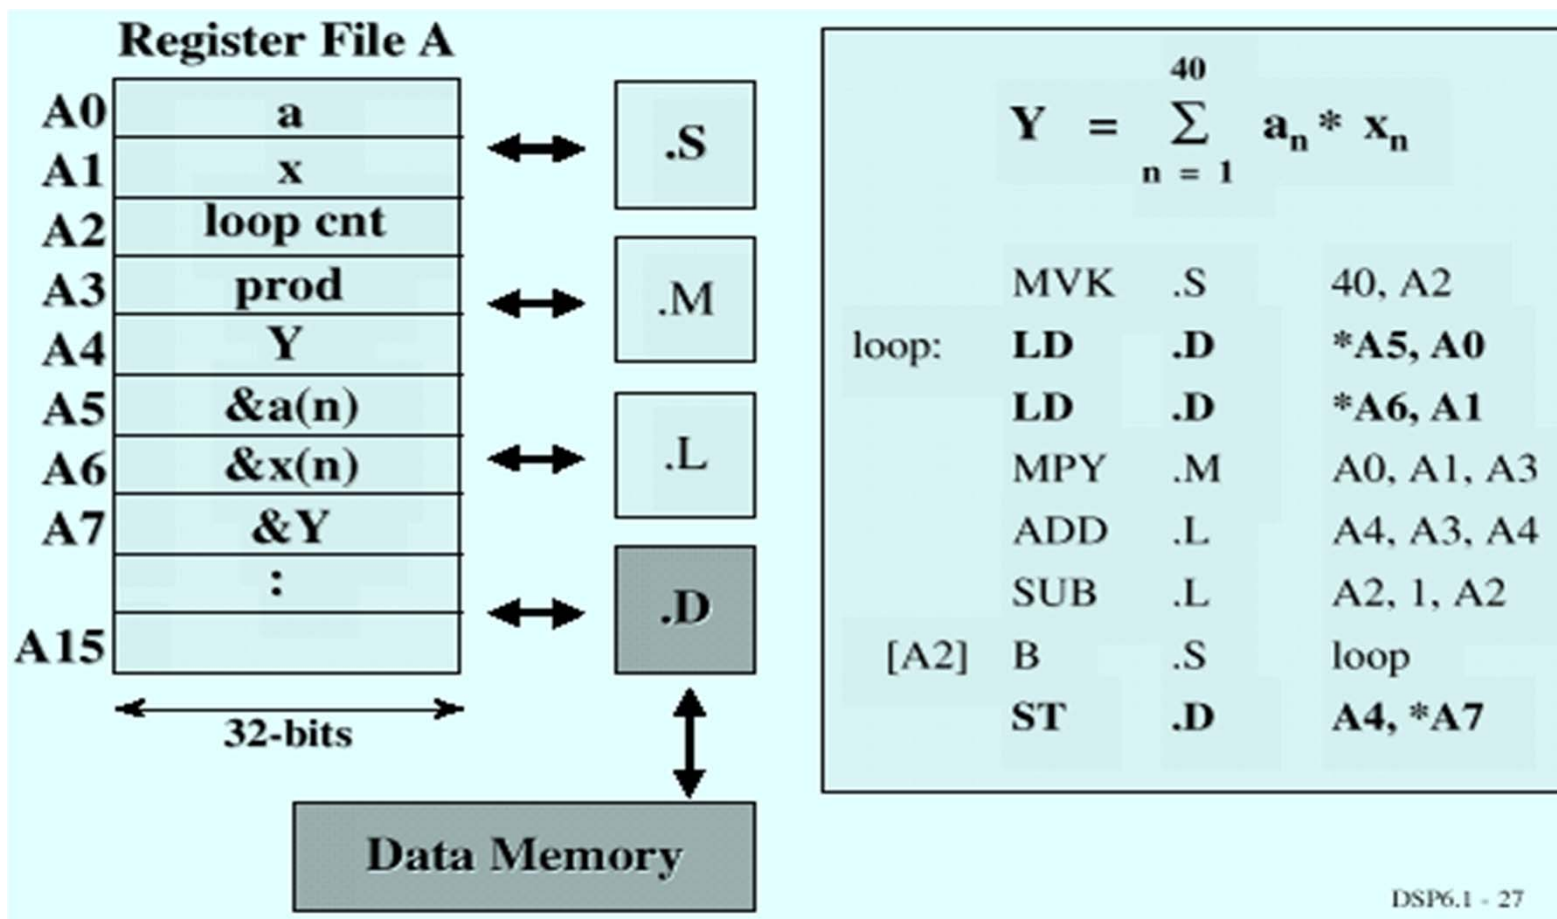 Register File A
A0 a
A1 x
A2 loop cnt
A3 prod
A4 Y
A5 &a(n)
A6 &x(n)
A7 &Y
:
A15
32-bits
.S
.M
.L
.D
Data Memory
40
Y = Σ an * xn
n = 1
MVK .S 40, A2
loop: LD .D *A5, A0
LD .D *A6, A1
MPY .M A0, A1, A3
ADD .L A4, A3, A4
SUB .L A2, 1, A2
[A2] B .S loop
ST .D A4, *A7
DSP6.1 - 27